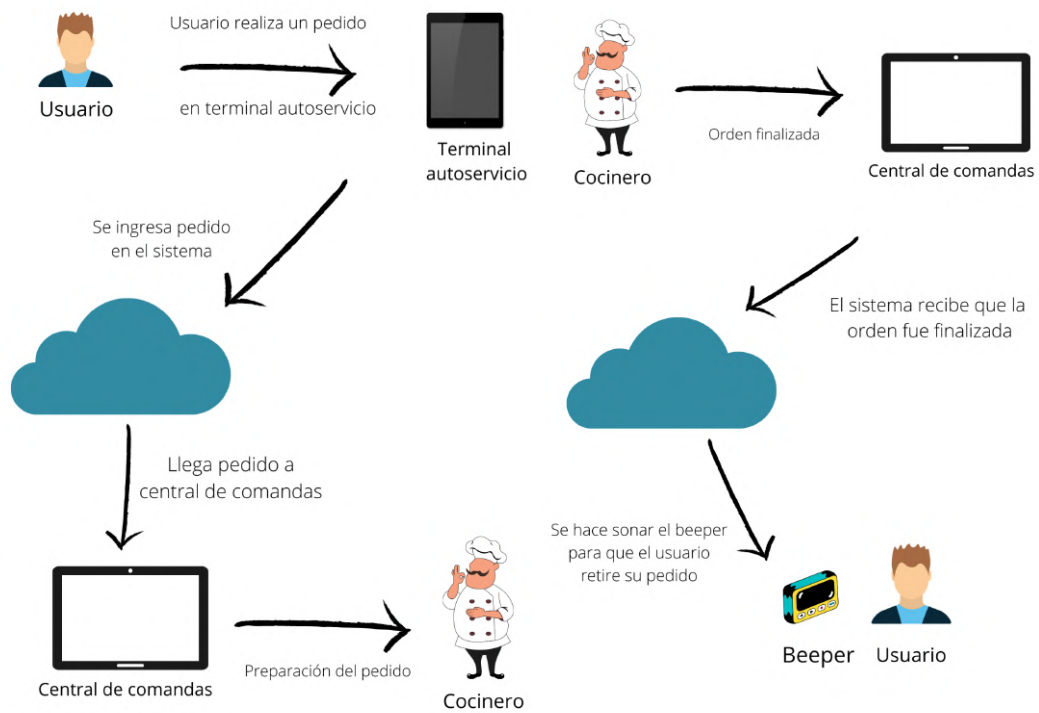 Usuario realiza un pedido
en terminal autoservicio
Usuario
Terminal
autoservicio
Se ingresa pedido
en el sistema
Llega pedido a
central de comandas
Central de comandas
Preparación del pedido
Cocinero
Cocinero
Orden finalizada
Central de comandas
El sistema recibe que la
orden fue finalizada
Se hace sonar el beeper
para que el usuario
retire su pedido
Beeper
Usuario